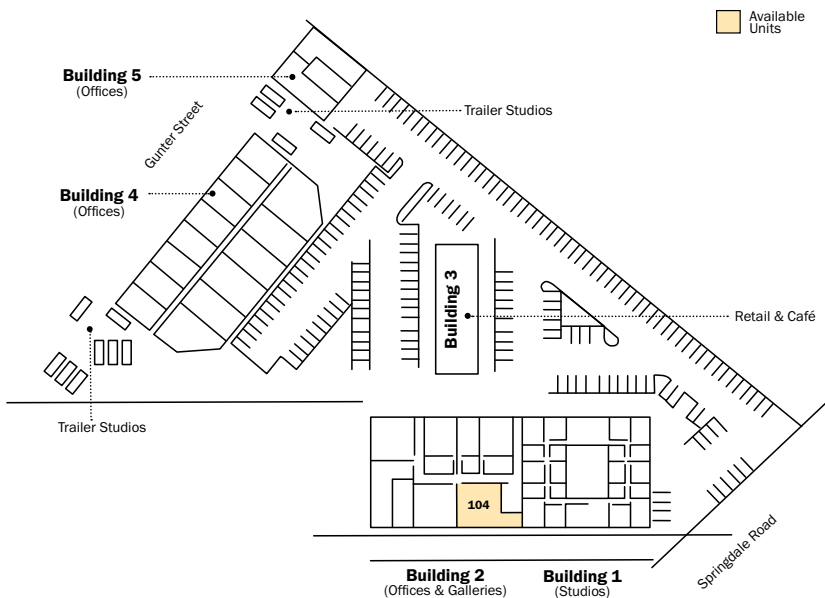 Available
Units
Building 5
(Offices)
Trailer Studios
Gunter Street
Building 4
(Offices)
Building 3
Retail & Café
Trailer Studios
104
Springdale Road
Building 2
(Offices & Galleries)
Building 1
(Studios)